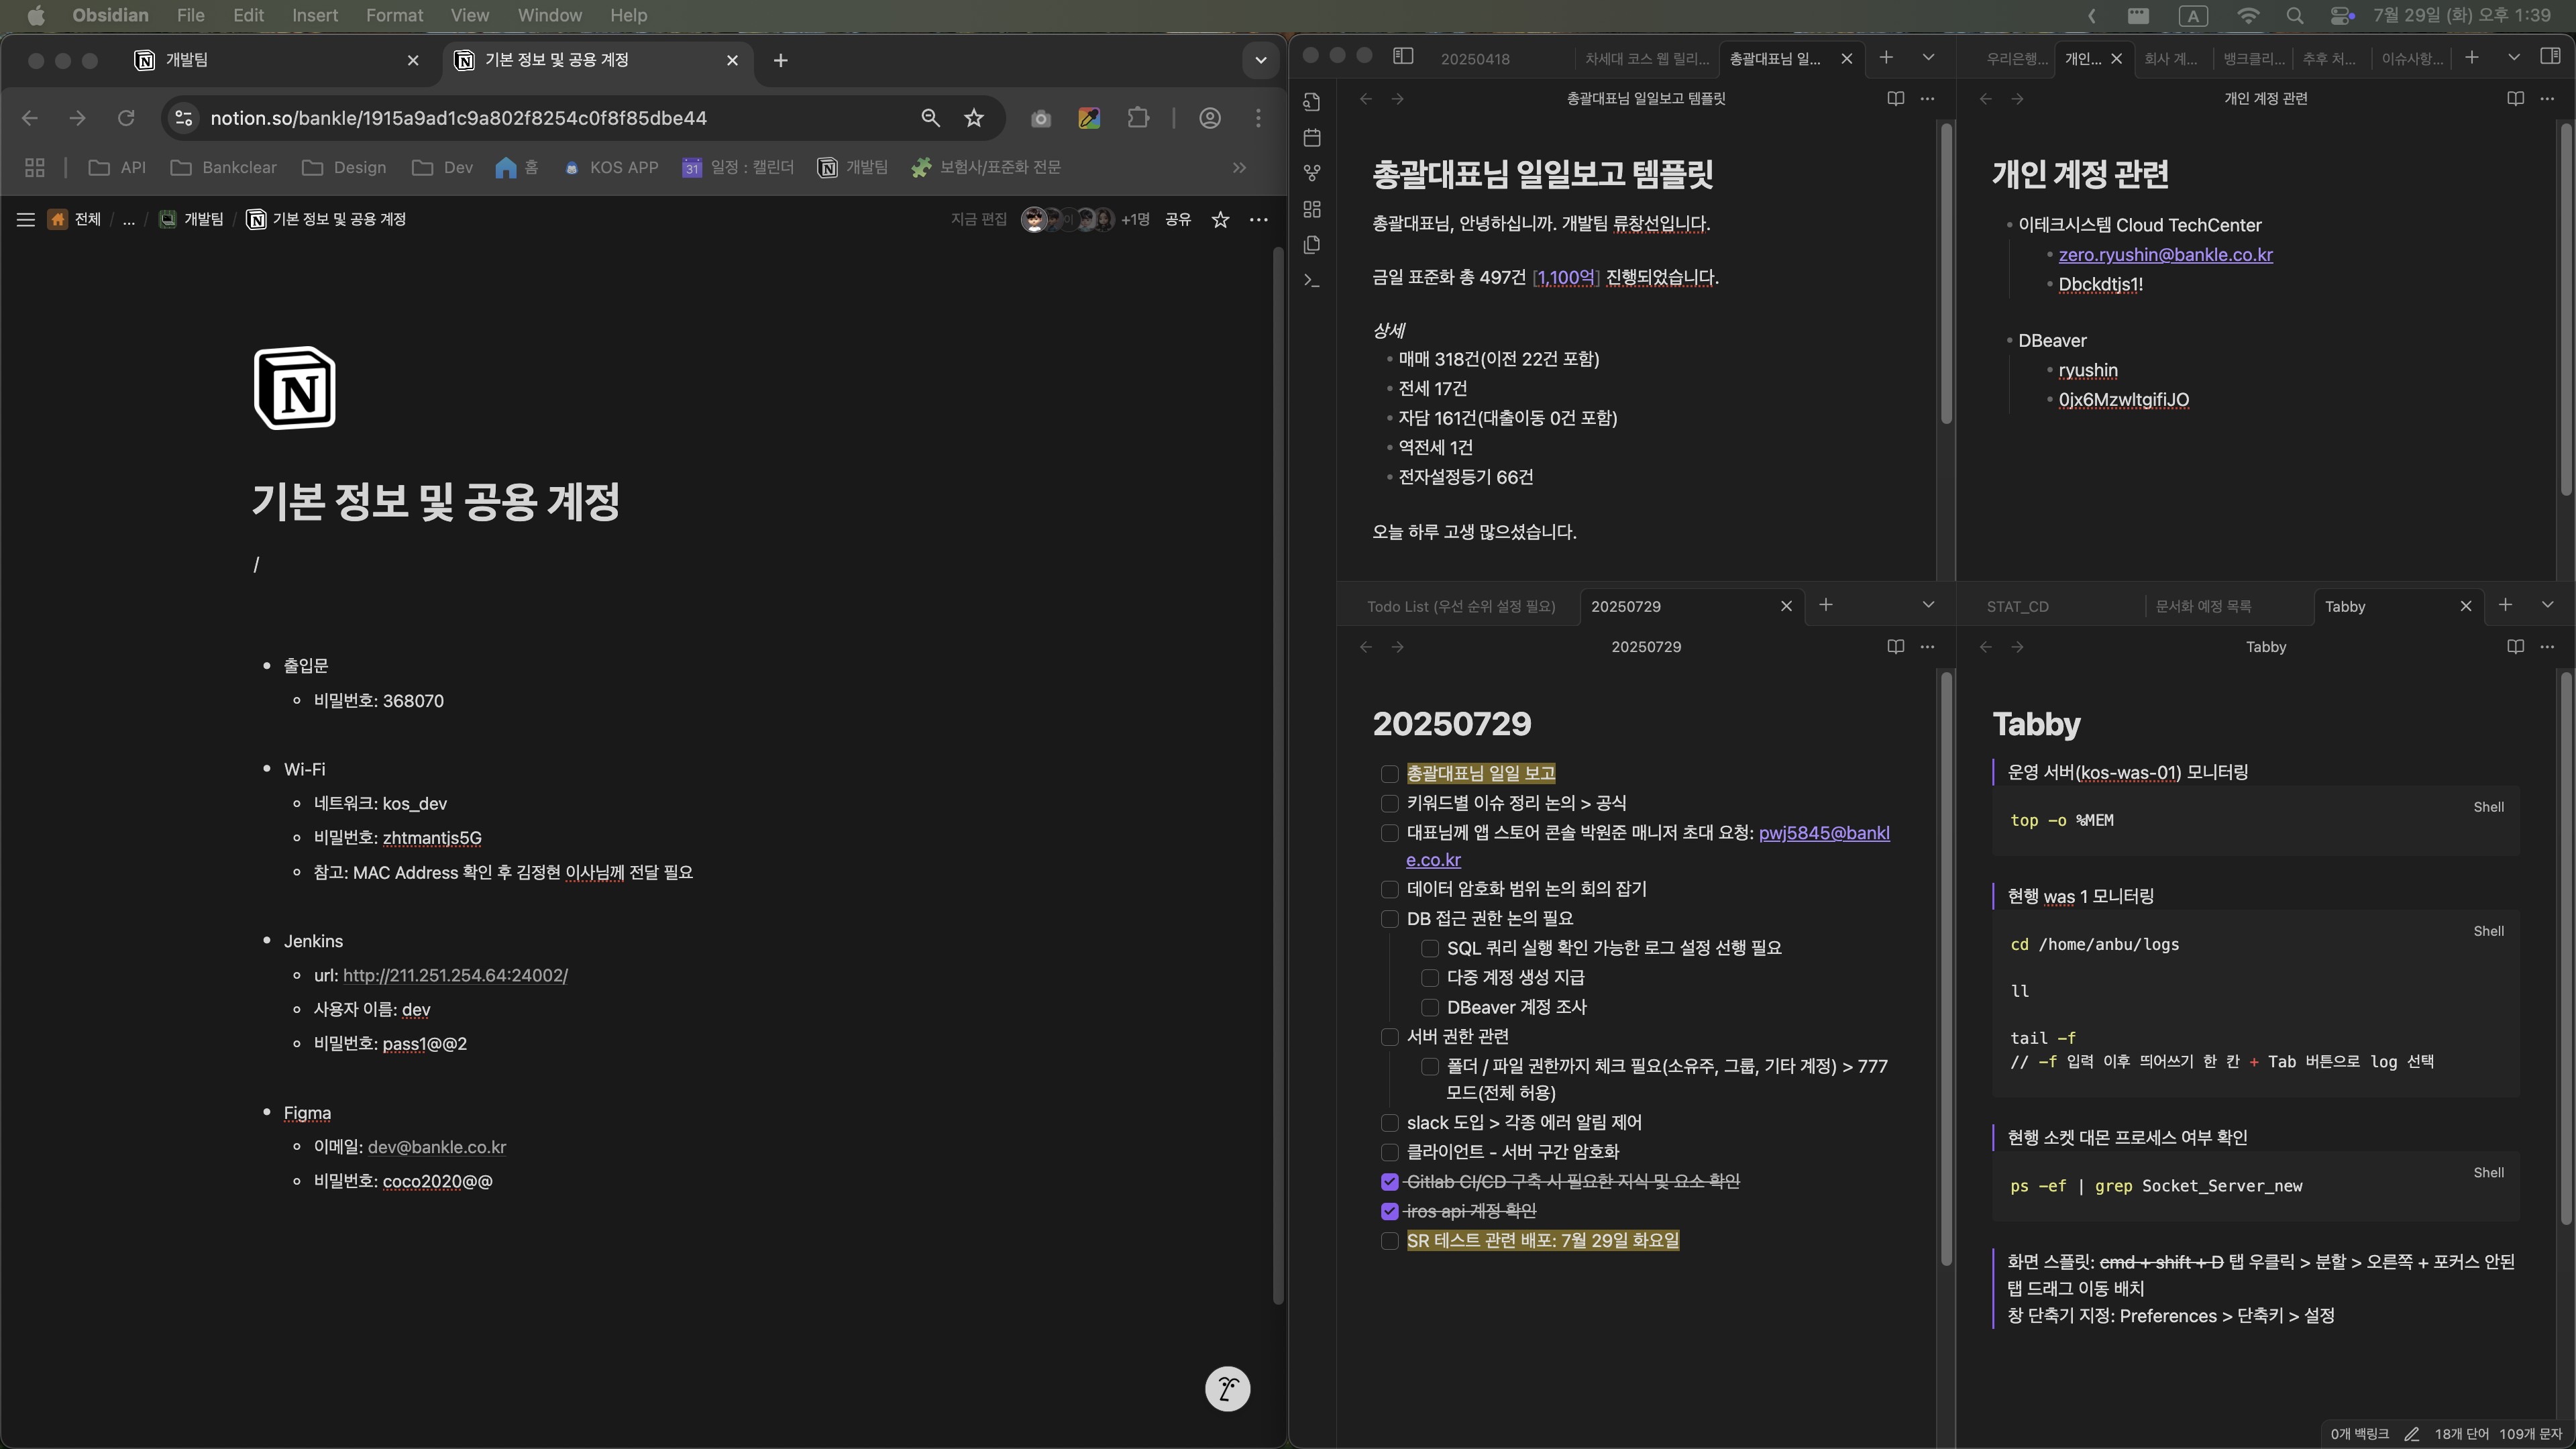 Obsidian File Edit Insert Format View Window Help
A
7월 29일 (화) 오후 1:39
개발팀
기본 정보 및 공용 계정
notion.so/bankle/1915a9ad1c9a802f8254c0f8f85dbe44
API Bankclear Design Dev 홈 KOS APP 31 일정 : 캘린더 개발팀 보험사/표준화 전문
전체 / ... / 개발팀 / 기본 정보 및 공용 계정
지금 편집 +1명 공유
기본 정보 및 공용 계정
/
출입문
비밀번호: 368070
Wi-Fi
네트워크: kos_dev
비밀번호: zhtmantjs5G
참고: MAC Address 확인 후 김정현 이사님께 전달 필요
Jenkins
url: http://211.251.254.64:24002/
사용자 이름: dev
비밀번호: pass1@@2
Figma
이메일: dev@bankle.co.kr
비밀번호: coco2020@@
20250418 차세대 코스 웹 릴리... 총괄대표님 일...
총괄대표님 일일보고 템플릿
총괄대표님 일일보고 템플릿
총괄대표님, 안녕하십니까. 개발팀 류창선입니다.
금일 표준화 총 497건 [1,100억] 진행되었습니다.
상세
매매 318건(이전 22건 포함)
전세 17건
자담 161건(대출이동 0건 포함)
역전세 1건
전자설정등기 66건
오늘 하루 고생 많으셨습니다.
우리은행... 개인... 회사 계... 뱅크클리... 추후 처... 이슈사항...
개인 계정 관련
개인 계정 관련
이테크시스템 Cloud TechCenter
zero.ryushin@bankle.co.kr
Dbckdtjs1!
DBeaver
ryushin
0jx6MzwltgifiJO
Todo List (우선 순위 설정 필요) 20250729
20250729
20250729
총괄대표님 일일 보고
키워드별 이슈 정리 논의 > 공식
대표님께 앱 스토어 콘솔 박원준 매니저 초대 요청: pwj5845@bankl
e.co.kr
데이터 암호화 범위 논의 회의 잡기
DB 접근 권한 논의 필요
SQL 쿼리 실행 확인 가능한 로그 설정 선행 필요
다중 계정 생성 지급
DBeaver 계정 조사
서버 권한 관련
폴더 / 파일 권한까지 체크 필요(소유주, 그룹, 기타 계정) > 777
모드(전체 허용)
slack 도입 > 각종 에러 알림 제어
클라이언트 - 서버 구간 암호화
Gitlab CI/CD 구축 시 필요한 지식 및 요소 확인
iros api 계정 확인
SR 테스트 관련 배포: 7월 29일 화요일
STAT_CD 문서화 예정 목록 Tabby
Tabby
Tabby
운영 서버(kos-was-01) 모니터링
Shell
top -o %MEM
현행 was 1 모니터링
Shell
cd /home/anbu/logs
ll
tail -f
// -f 입력 이후 띄어쓰기 한 칸 + Tab 버튼으로 log 선택
현행 소켓 대몬 프로세스 여부 확인
Shell
ps -ef | grep Socket_Server_new
화면 스플릿: cmd + shift + D 탭 우클릭 > 분할 > 오른쪽 + 포커스 안된
탭 드래그 이동 배치
창 단축기 지정: Preferences > 단축키 > 설정
0개 백링크 18개 단어 109개 문자